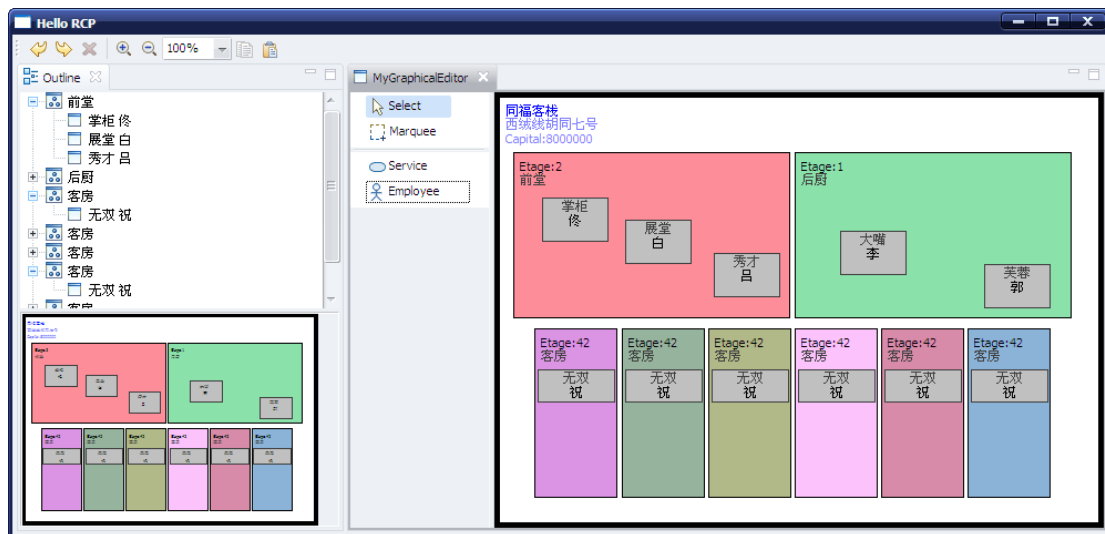 Hello RCP
100%
Outline
前堂
掌柜 佟
展堂 白
秀才 吕
后厨
客房
无双 祝
客房
客房
客房
无双 祝
客房
MyGraphicalEditor
Select
Marquee
Service
Employee
同福客栈
西绒线胡同七号
Capital:8000000
Etage:2
前堂
掌柜
佟
展堂
白
秀才
吕
Etage:1
后厨
大嘴
李
芙蓉
郭
Etage:42
客房
无双
祝
Etage:42
客房
无双
祝
Etage:42
客房
无双
祝
Etage:42
客房
无双
祝
Etage:42
客房
无双
祝
Etage:42
客房
无双
祝